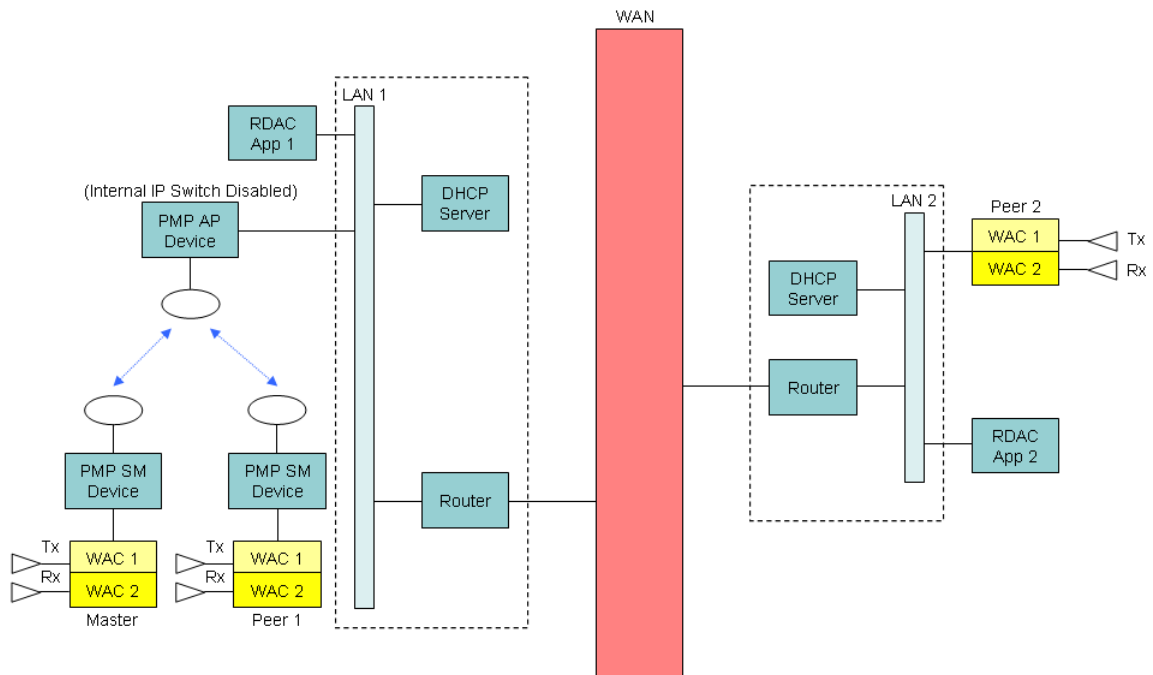 WAN
LAN 1
RDAC
App 1
(Internal IP Switch Disabled)
PMP AP
Device
DHCP
Server
PMP SM
Device
PMP SM
Device
Router
Tx
WAC 1
Rx
WAC 2
Master
Tx
WAC 1
Rx
WAC 2
Peer 1
LAN 2
Peer 2
WAC 1
Tx
WAC 2
Rx
DHCP
Server
Router
RDAC
App 2